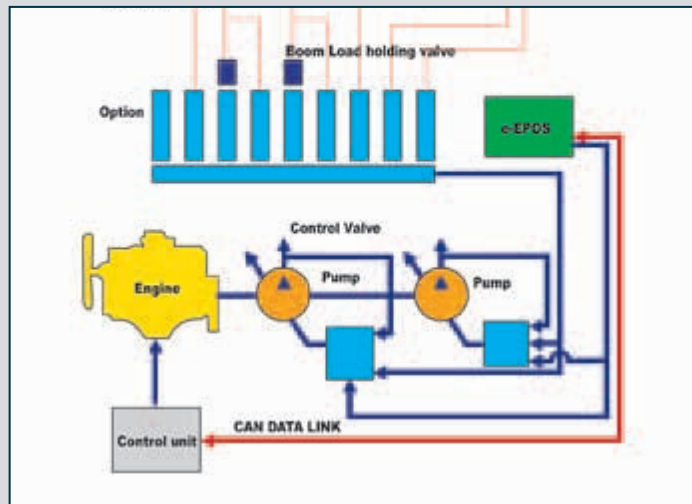 Boom Load holding valve
Option
e-EPOS
Control Valve
Engine
Pump
Pump
CAN DATA LINK
Control unit